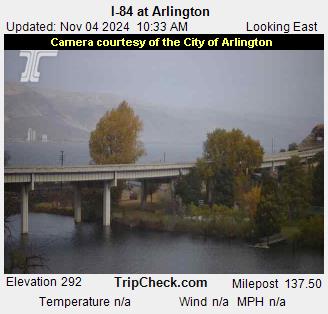 I-84 at Arlington
Updated: Nov 04 2024 10:33 AM Looking East
Camera courtesy of the City of Arlington
Elevation 292 TripCheck.com Milepost 137.50
Temperature n/a Wind n/a MPH n/a